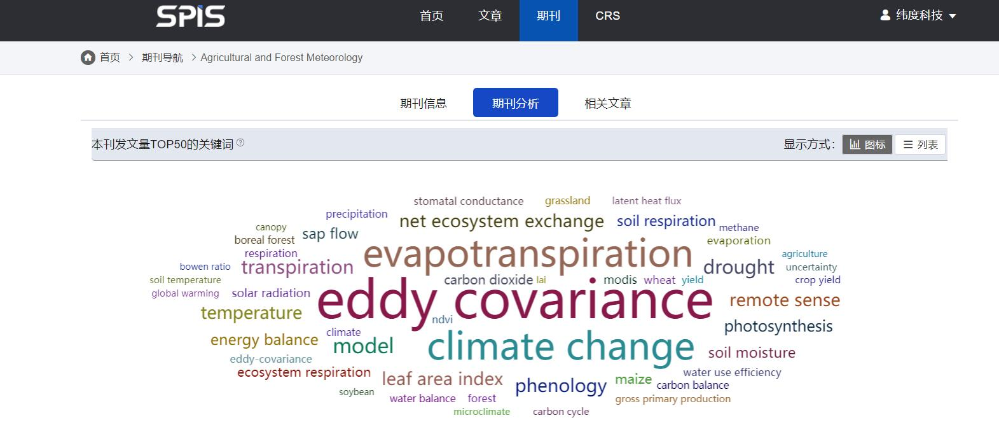 SPIS
首页 文章 期刊 CRS 纬度科技
首页 > 期刊导航 > Agricultural and Forest Meteorology
期刊信息 期刊分析 相关文章
本刊发文量TOP50的关键词 ? 显示方式： 图标 列表
stomatal conductance grassland latent heat flux
precipitation
net ecosystem exchange soil respiration
canopy methane
sap flow
boreal forest evaporation
respiration evapotranspiration agriculture
bowen ratio transpiration drought uncertainty
soil temperature carbon dioxide lai modis wheat yield crop yield
global warming solar radiation
eddy covariance remote sense
temperature
ndvi
photosynthesis
climate
energy balance
model climate change soil moisture
eddy-covariance
ecosystem respiration water use efficiency
leaf area index maize
phenology carbon balance
soybean
water balance forest gross primary production
microclimate carbon cycle